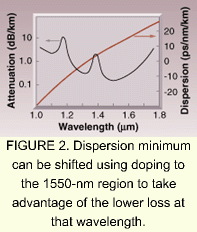 Attenuation (dB/km)
10
1.0
0.1
20
10
0
-10
-20
Dispersion (ps/nm/km)
1.0 1.2 1.4 1.6 1.8
Wavelength (μm)
FIGURE 2. Dispersion minimum
can be shifted using doping to
the 1550-nm region to take
advantage of the lower loss at
that wavelength.